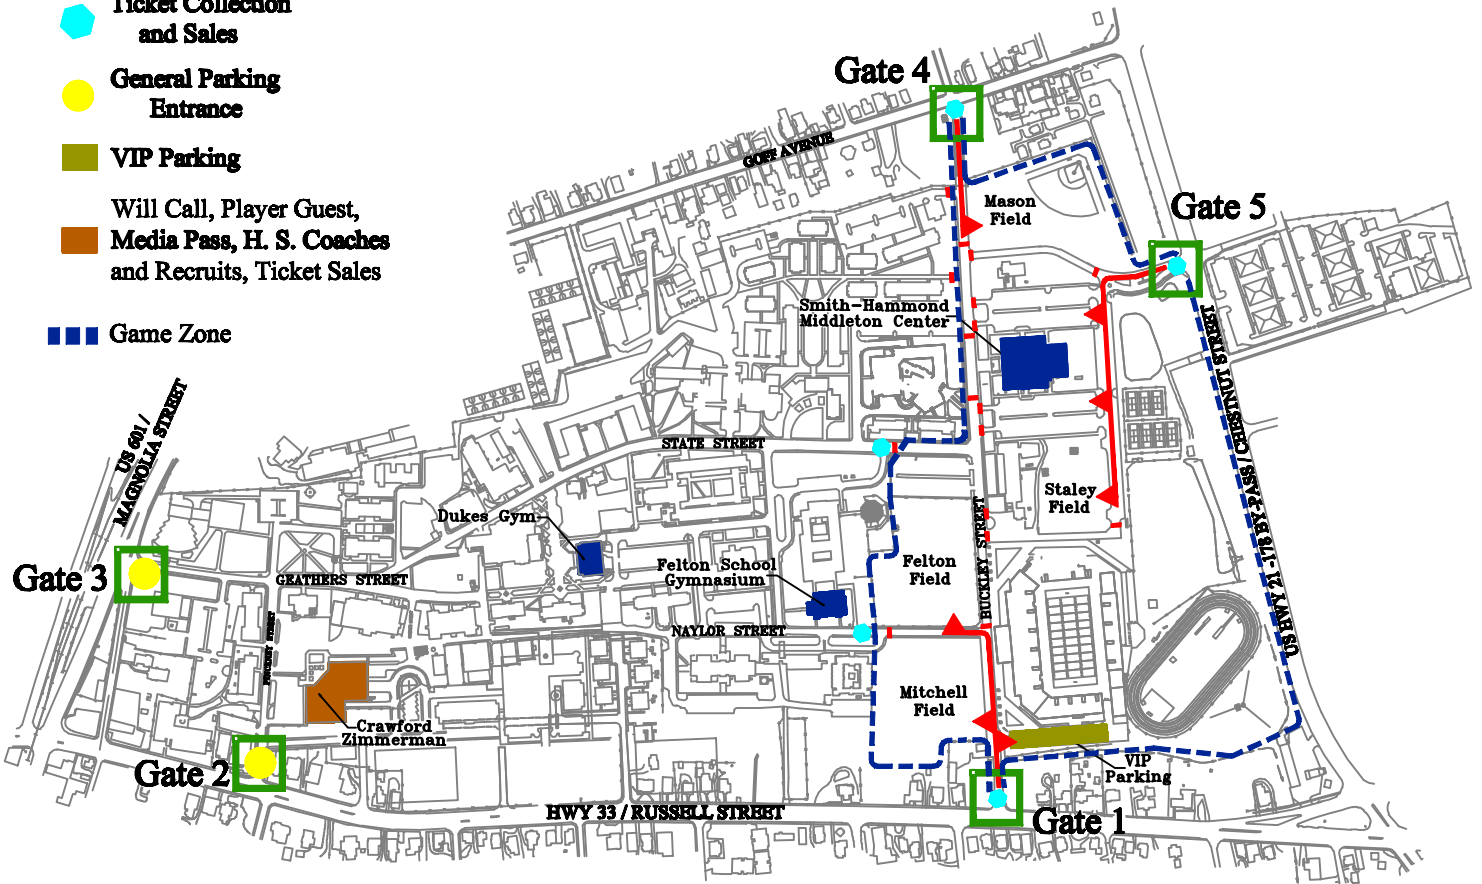 Ticket Collection
and Sales
General Parking
Entrance
VIP Parking
Will Call, Player Guest,
Media Pass, H. S. Coaches
and Recruits, Ticket Sales
Game Zone
Gate 4
GOFF AVENUE
Mason
Field
Gate 5
Smith-Hammond
Middleton Center
US HWY 21 -178 BY-PASS / CHESTNUT STREET
US 601 /
MAGNOLIA STREET
STATE STREET
Staley
Field
Dukes Gym
BUCKLEY STREET
Felton School
Gymnasium
Felton
Field
Gate 3
GEATHERS STREET
NAYLOR STREET
STREET
Mitchell
Field
Crawford
Zimmerman
VIP
Parking
Gate 2
HWY 33 / RUSSELL STREET
Gate 1